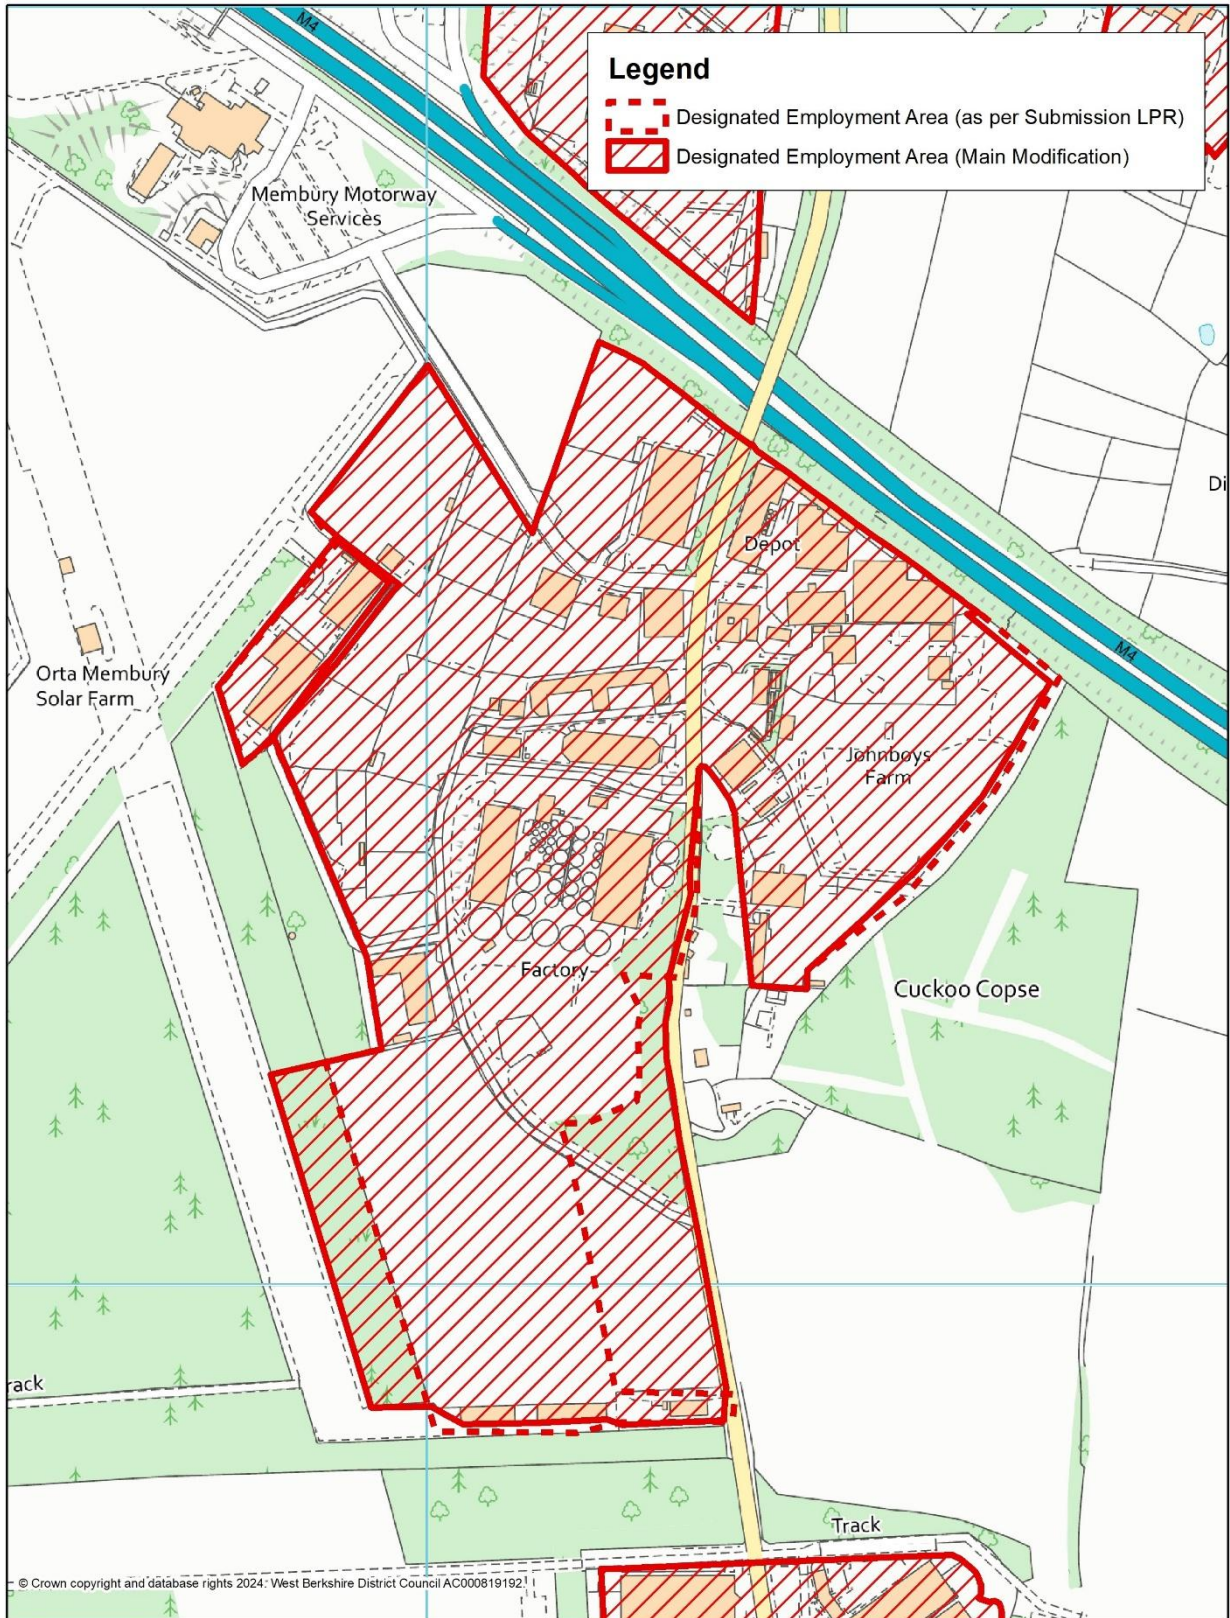 M4
Legend
Designated Employment Area (as per Submission LPR)
Designated Employment Area (Main Modification)
Membury Motorway
Services
Di
Depot
M4
Orta Membury
Solar Farm
Johnboys
Farm
Factory
Cuckoo Copse
rack
Track
© Crown copyright and database rights 2024. West Berkshire District Council AC000819192.